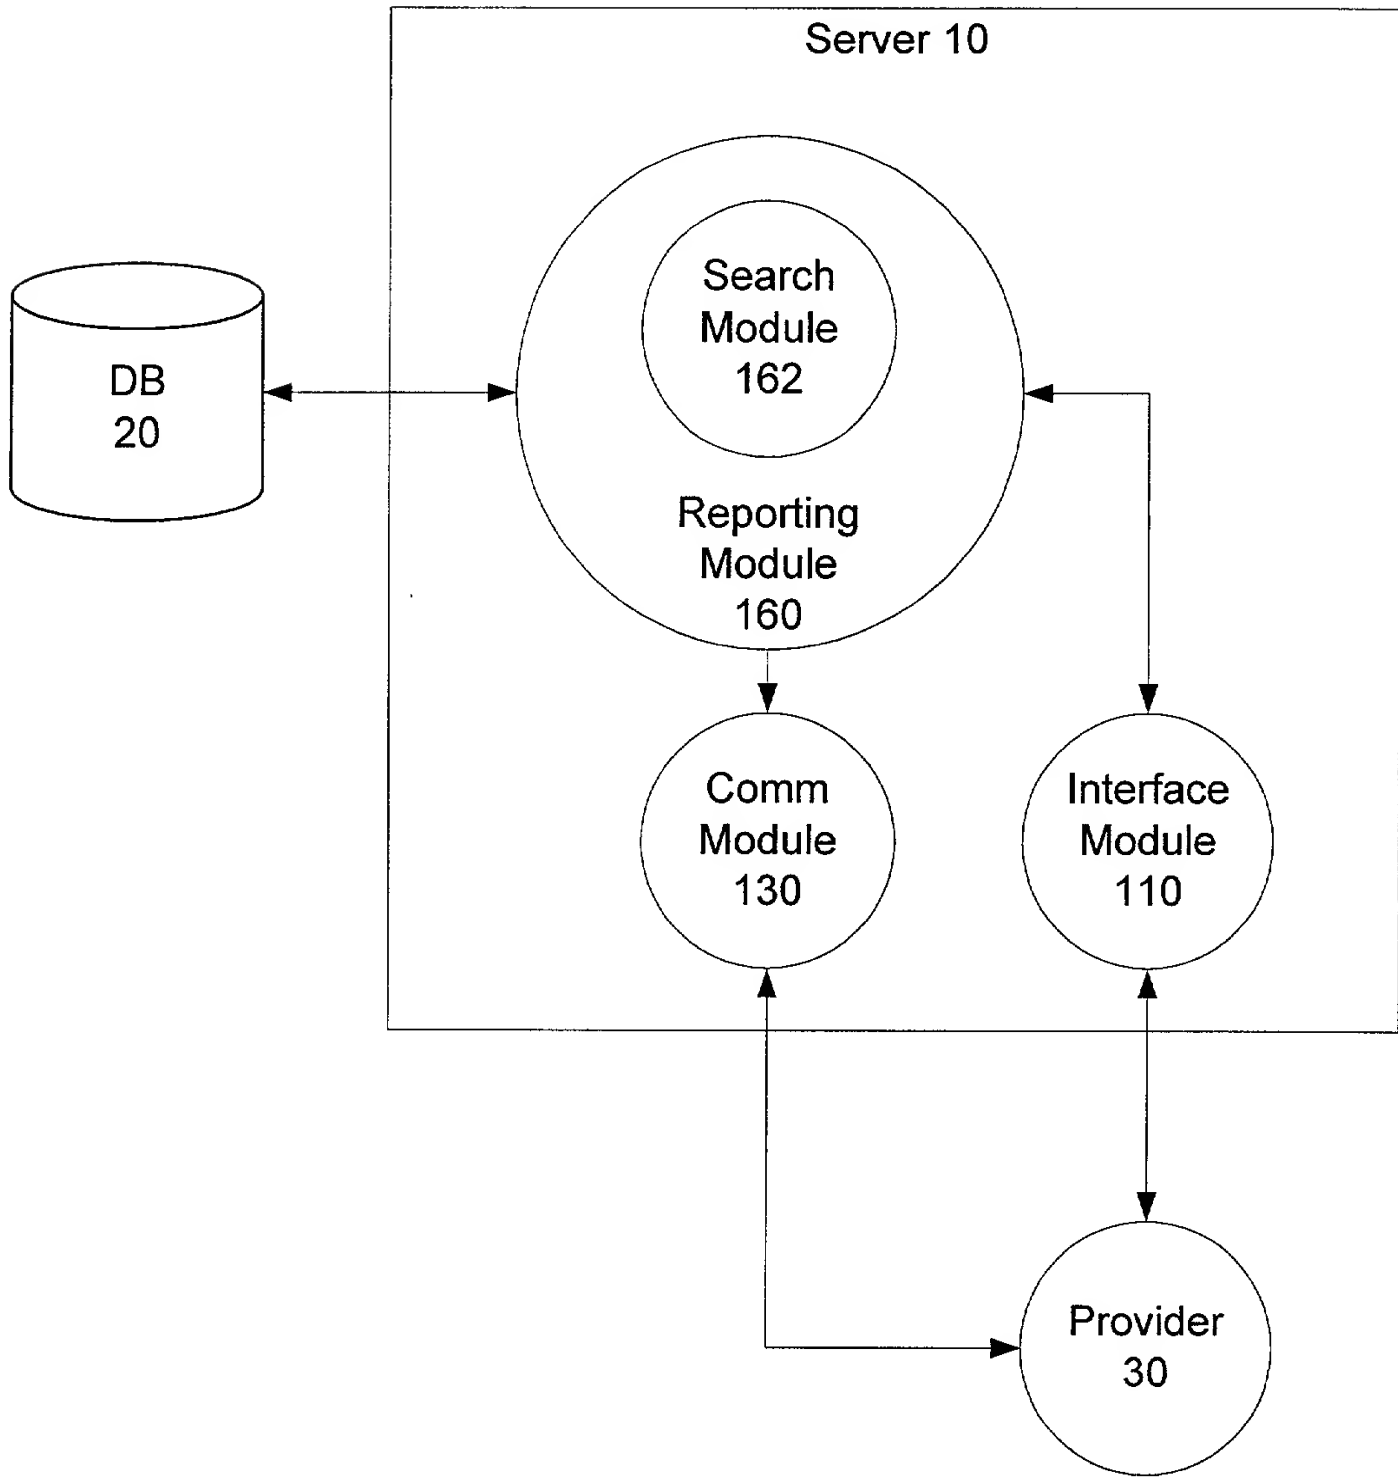 Server 10
Search
Module
162
DB
20
Reporting
Module
160
Comm
Module
130
Interface
Module
110
Provider
30